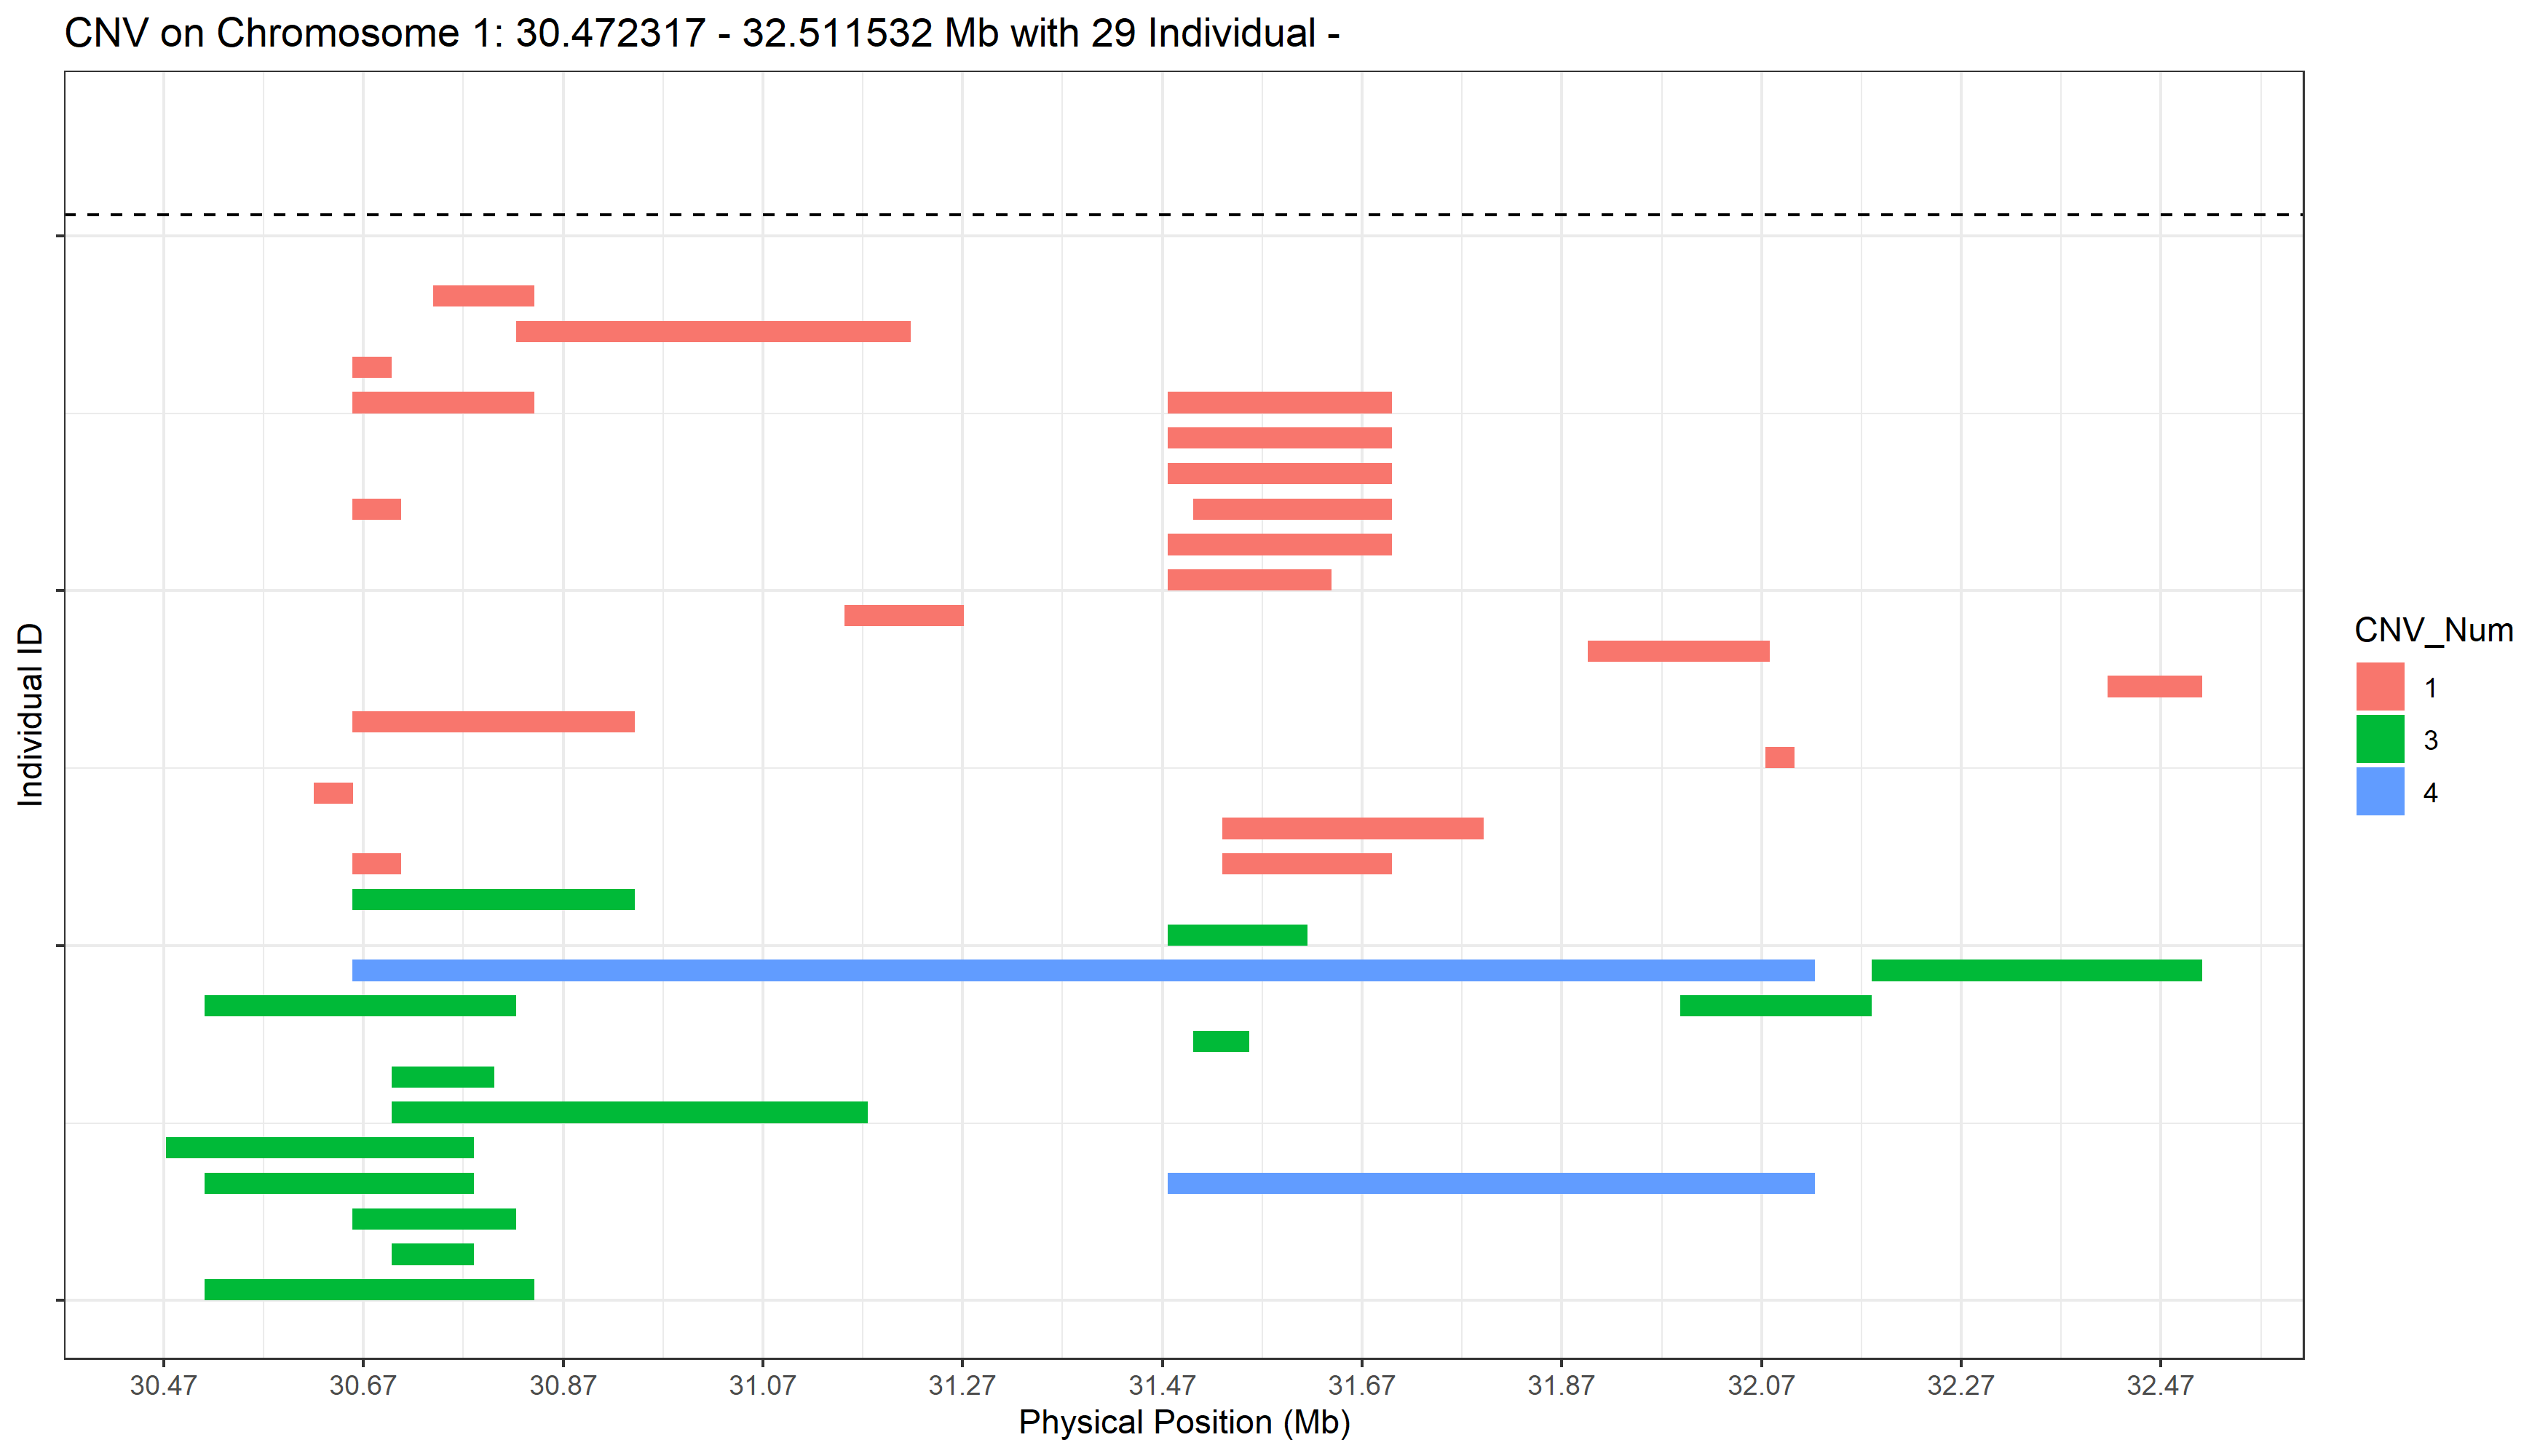 CNV on Chromosome 1: 30.472317 - 32.511532 Mb with 29 Individual -
Individual ID
CNV_Num
1
3
4
30.47 30.67 30.87 31.07 31.27 31.47 31.67 31.87 32.07 32.27 32.47
Physical Position (Mb)